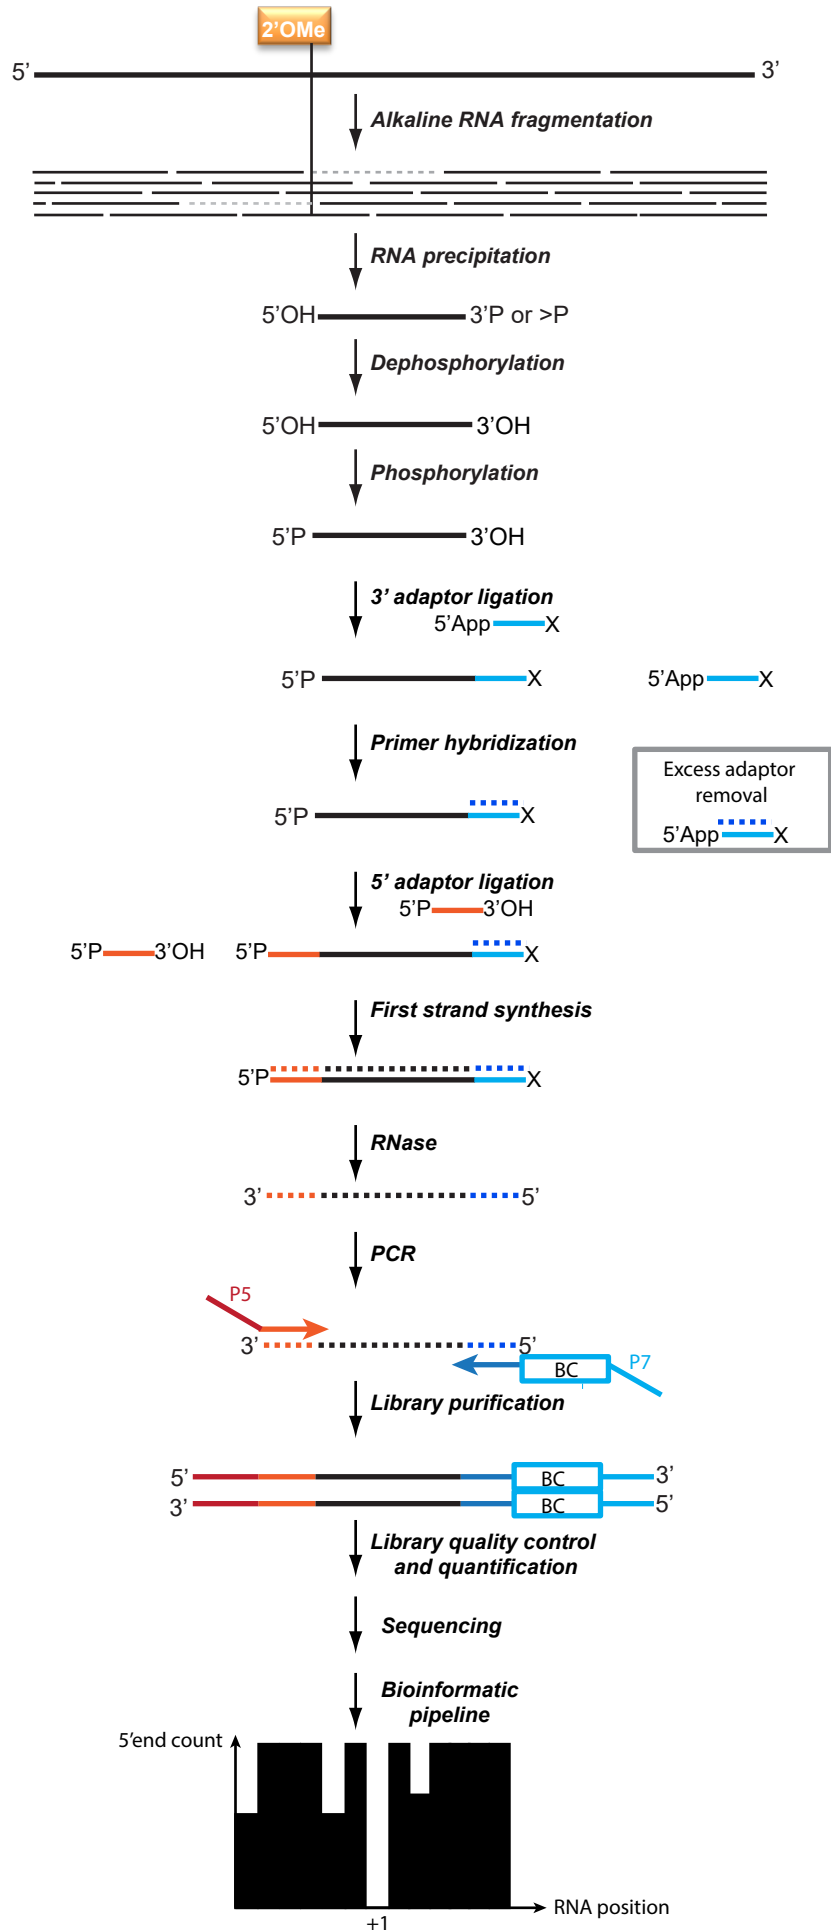 2'OMe
5’ 3’
Alkaline RNA fragmentation
RNA precipitation
5’OH 3’P or >P
Dephosphorylation
5’OH 3’OH
Phosphorylation
5’P 3’OH
3’ adaptor ligation
5’App X
5’P X 5’App X
Primer hybridization
Excess adaptor
removal
5’P X 5’App X
5’ adaptor ligation
5’P 3’OH
5’P 3’OH 5’P X
First strand synthesis
5’P X
RNase
3’ 5’
PCR
P5
3’ 5’
BC P7
Library purification
5’ BC 3’
3’ BC 5’
Library quality control
and quantification
Sequencing
Bioinformatic
pipeline
5’end count
RNA position
+1